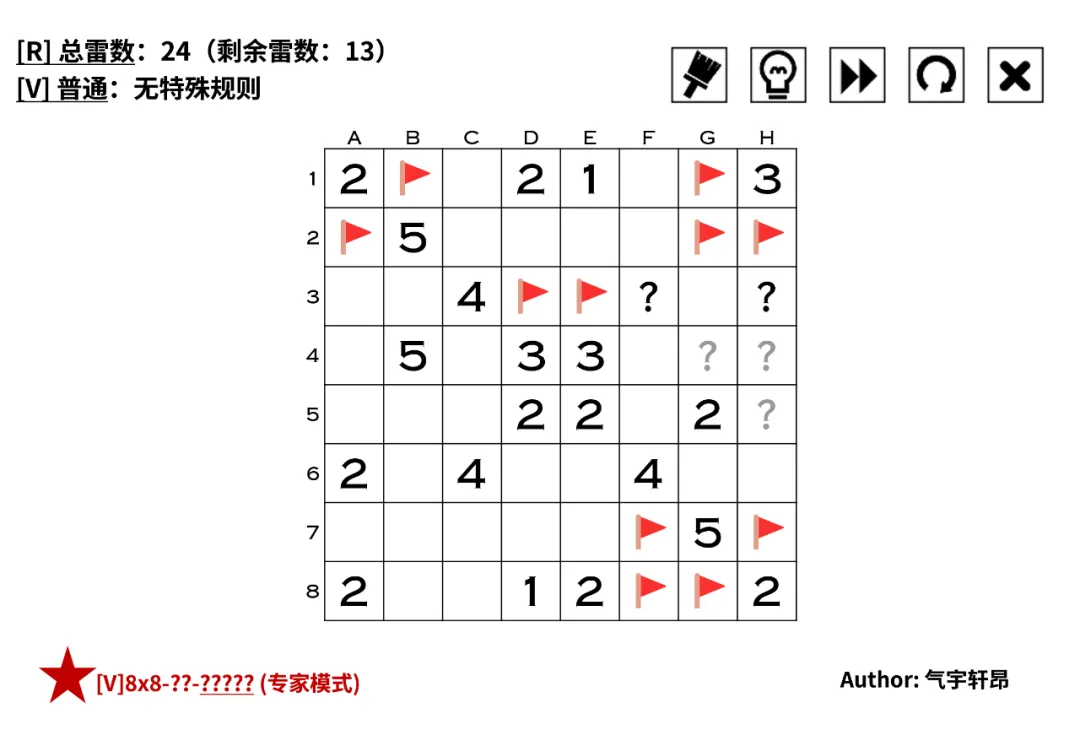 [R] 总雷数：24（剩余雷数：13）
[V] 普通：无特殊规则
A B C D E F G H
1 2 2 1 3
2 5
3 4 ? ?
4 5 3 3 ? ?
5 2 2 2 ?
6 2 4 4
7 5
8 2 1 2 2
[V]8x8-??-????? (专家模式)
Author: 气宇轩昂